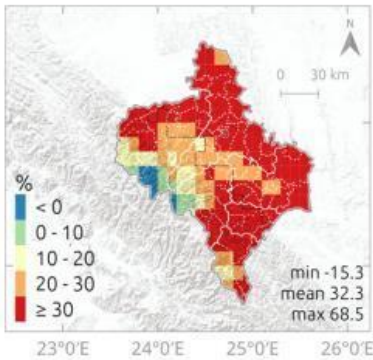 N
0 30 km
%
< 0
0 - 10
10 - 20
20 - 30
≥ 30
min -15.3
mean 32.3
max 68.5
23°0'E 24°0'E 25°0'E 26°0'E